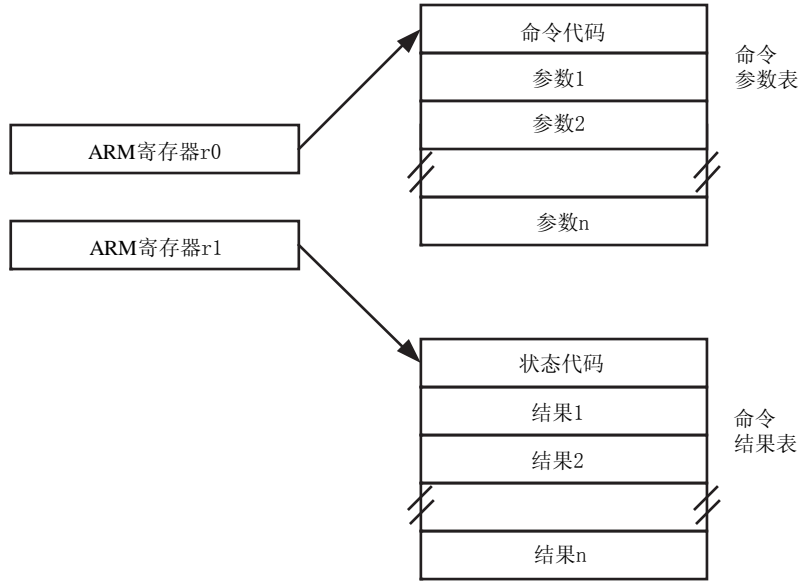 命令代码
参数1
参数2
参数n
命令
参数表
ARM寄存器r0
ARM寄存器r1
状态代码
结果1
结果2
结果n
命令
结果表